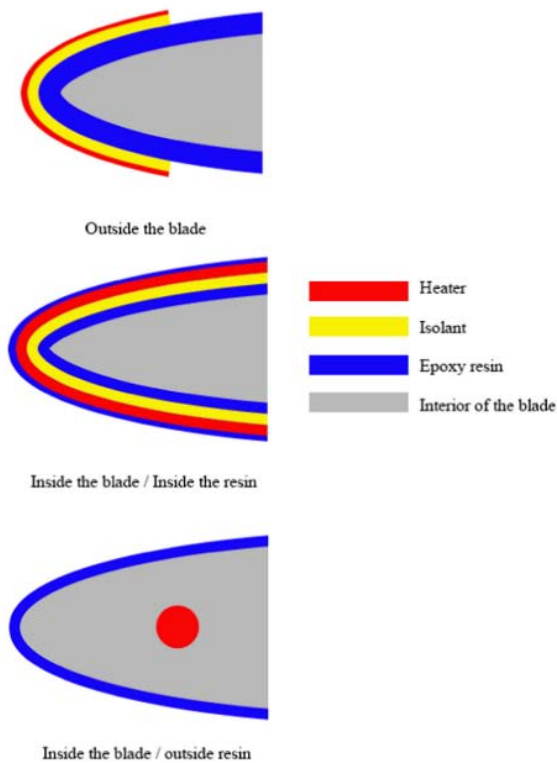 Outside the blade
Heater
Isolant
Epoxy resin
Interior of the blade
Inside the blade / Inside the resin
Inside the blade / outside resin